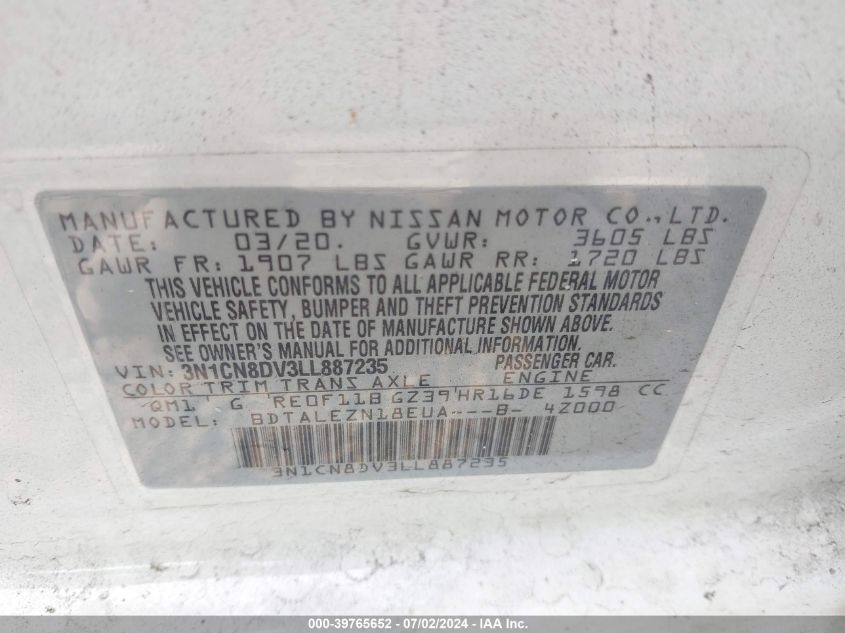 MANUFACTURED BY NISSAN MOTOR CO., LTD.
DATE: 03/20. GVWR: 3605 LBS
GAWR FR: 1907 LBS GAWR RR: 1720 LBS
THIS VEHICLE CONFORMS TO ALL APPLICABLE FEDERAL MOTOR
VEHICLE SAFETY, BUMPER AND THEFT PREVENTION STANDARDS
IN EFFECT ON THE DATE OF MANUFACTURE SHOWN ABOVE.
SEE OWNER'S MANUAL FOR ADDITIONAL INFORMATION.
VIN: 3N1CN8DV3LL887235 PASSENGER CAR.
COLOR TRIM TRANS AXLE ENGINE
QM1 G RE0F11B GZ39 HR16DE 1598 CC
MODEL: BDTALEZN18EUA---B- 4Z000
3N1CN8DV3LL887235
000-39765652 - 07/02/2024 - IAA Inc.